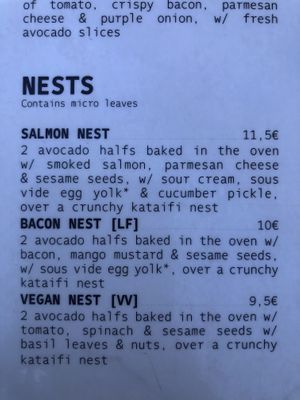 of tomato, crispy bacon, parmesan
cheese & purple onion, w/ fresh
avocado slices
NESTS
Contains micro leaves
SALMON NEST 11,5€
2 avocado halfs baked in the oven
w/ smoked salmon, parmesan cheese
& sesame seeds, w/ sour cream, sous
vide egg yolk* & cucumber pickle,
over a crunchy kataifi nest
BACON NEST [LF] 10€
2 avocado halfs baked in the oven w/
bacon, mango mustard & sesame seeds,
w/ sous vide egg yolk*, over a crunchy
kataifi nest
VEGAN NEST [VV] 9,5€
2 avocado halfs baked in the oven w/
tomato, spinach & sesame seeds w/
basil leaves & nuts, over a crunchy
kataifi nest